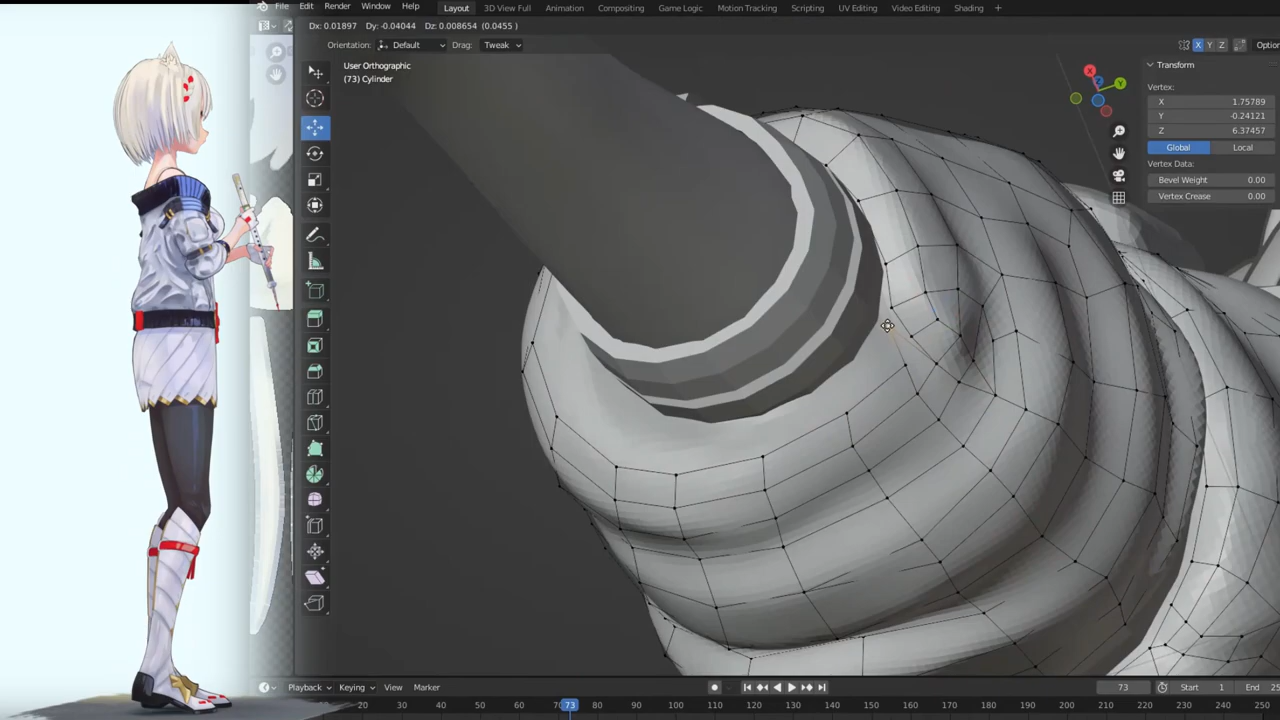 File Edit Render Window Help Layout 3D View Full Animation Compositing Game Logic Motion Tracking Scripting UV Editing Video Editing Shading +
Dx: 0.01897 Dy: -0.04044 Dz: 0.008654 (0.0455 )
Orientation: Default Drag: Tweak X Y Z Optior
User Orthographic
(73) Cylinder
X Y Z
Transform
Vertex:
X 1.75789
Y -0.24121
Z 6.37457
Global Local
Vertex Data:
Bevel Weight 0.00
Vertex Crease 0.00
Playback Keying View Marker 73 Start 1 End 25
20 30 40 50 60 70 73 80 90 100 110 120 130 140 150 160 170 180 190 200 210 220 230 240 250